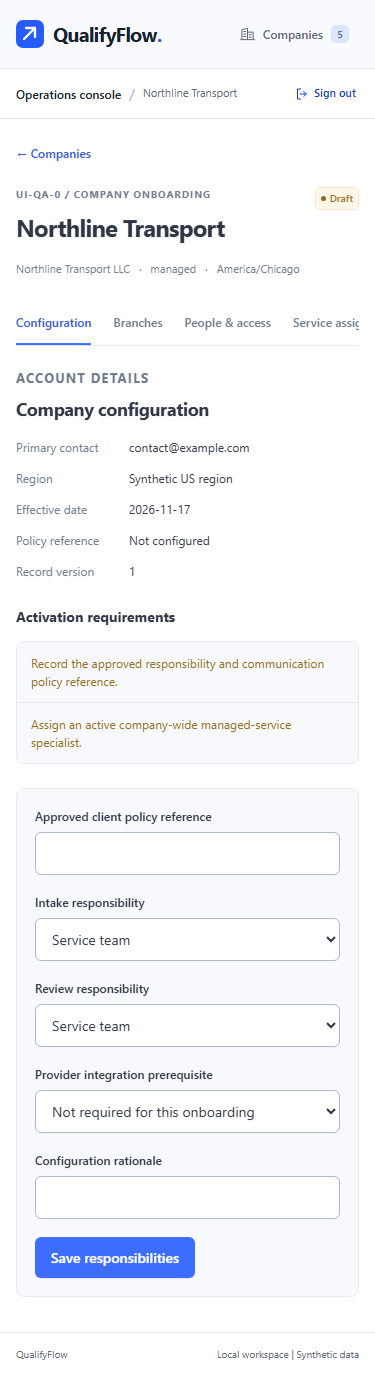 QualifyFlow.
Companies 5
Operations console / Northline Transport
Sign out
← Companies
UI-QA-0 / COMPANY ONBOARDING
Draft
Northline Transport
Northline Transport LLC · managed · America/Chicago
Configuration Branches People & access Service assig
ACCOUNT DETAILS
Company configuration
Primary contact contact@example.com
Region Synthetic US region
Effective date 2026-11-17
Policy reference Not configured
Record version 1
Activation requirements
Record the approved responsibility and communication
policy reference.
Assign an active company-wide managed-service
specialist.
Approved client policy reference
Intake responsibility
Service team
Review responsibility
Service team
Provider integration prerequisite
Not required for this onboarding
Configuration rationale
Save responsibilities
QualifyFlow
Local workspace | Synthetic data